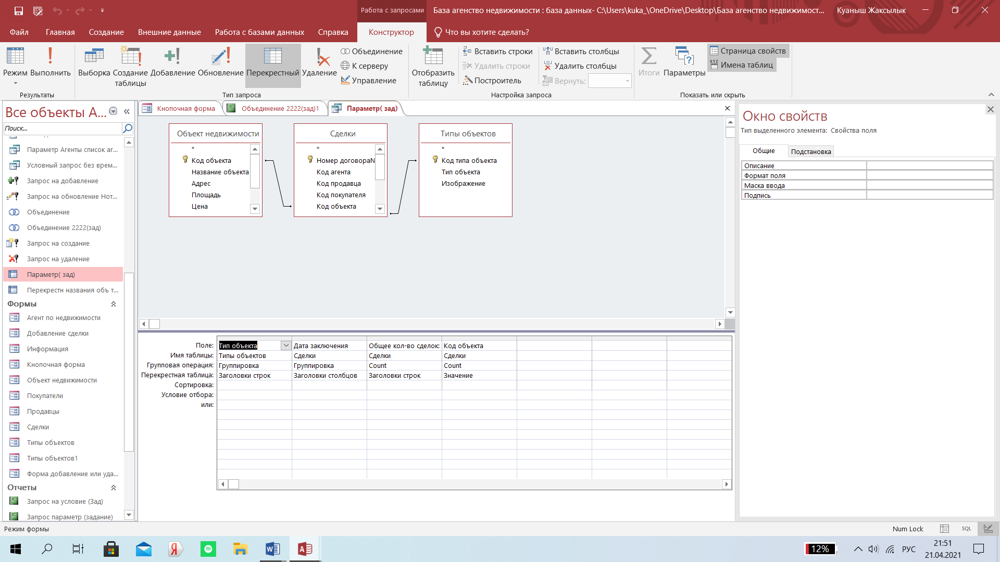 Работа с запросами
База агенство недвижимости : база данных- C:\Users\kuka_\OneDrive\Desktop\База агенство недвижимост...
Куаныш Жаксылык
Файл
Главная
Создание
Внешние данные
Работа с базами данных
Справка
Конструктор
Что вы хотите сделать?
Режим
Выполнить
Выборка
Создание таблицы
Добавление
Обновление
Перекрестный
Удаление
Объединение
К серверу
Управление
Отобразить таблицу
Вставить строки
Удалить строки
Построитель
Вставить столбцы
Удалить столбцы
Вернуть:
Итоги
Параметры
Страница свойств
Имена таблиц
Результаты
Тип запроса
Настройка запроса
Показать или скрыть
Все объекты A...
Поиск...
Параметр Агенты список аг...
Условный запрос без врем...
Запрос на добавление
Запрос на обновление Нот...
Объединение
Объединение 2222(зад)
Запрос на создание
Запрос на удаление
Параметр( зад)
Перекрестн названия объ т...
Формы
Агент по недвижимости
Добавление сделки
Информация
Кнопочная форма
Объект недвижимости
Покупатели
Продавцы
Сделки
Типы объектов
Типы объектов1
Форма добавление или уда...
Отчеты
Запрос на условие (Зад)
Запрос параметр (задание)
Кнопочная форма
Объединение 2222(зад)1
Параметр( зад)
Объект недвижимости
*
Код объекта
Название объекта
Адрес
Площадь
Цена
Сделки
*
Номер договораN
Код агента
Код продавца
Код покупателя
Код объекта
Типы объектов
*
Код типа объекта
Тип объекта
Изображение
Поле: Тип объекта Дата заключения Общее кол-во сделок: Код объекта
Имя таблицы: Типы объектов Сделки Сделки Сделки
Групповая операция: Группировка Группировка Count Count
Перекрестная таблица: Заголовки строк Заголовки столбцов Заголовки строк Значение
Сортировка:
Условие отбора:
или:
Окно свойств
Тип выделенного элемента: Свойства поля
Общие
Подстановка
Описание
Формат поля
Маска ввода
Подпись
Режим формы
Num Lock
SQL
12%
РУС
21:51
21.04.2021